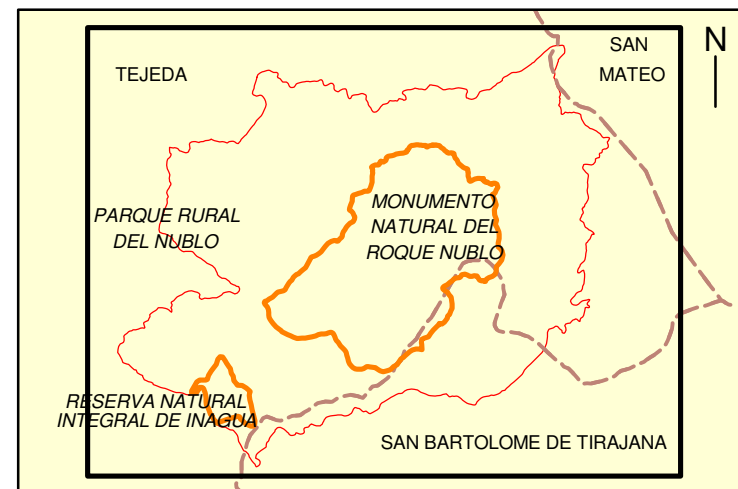 SAN
MATEO
N
TEJEDA
MONUMENTO
NATURAL DEL
ROQUE NUBLO
PARQUE RURAL
DEL NUBLO
RESERVA NATURAL
INTEGRAL DE INAGUA
SAN BARTOLOME DE TIRAJANA